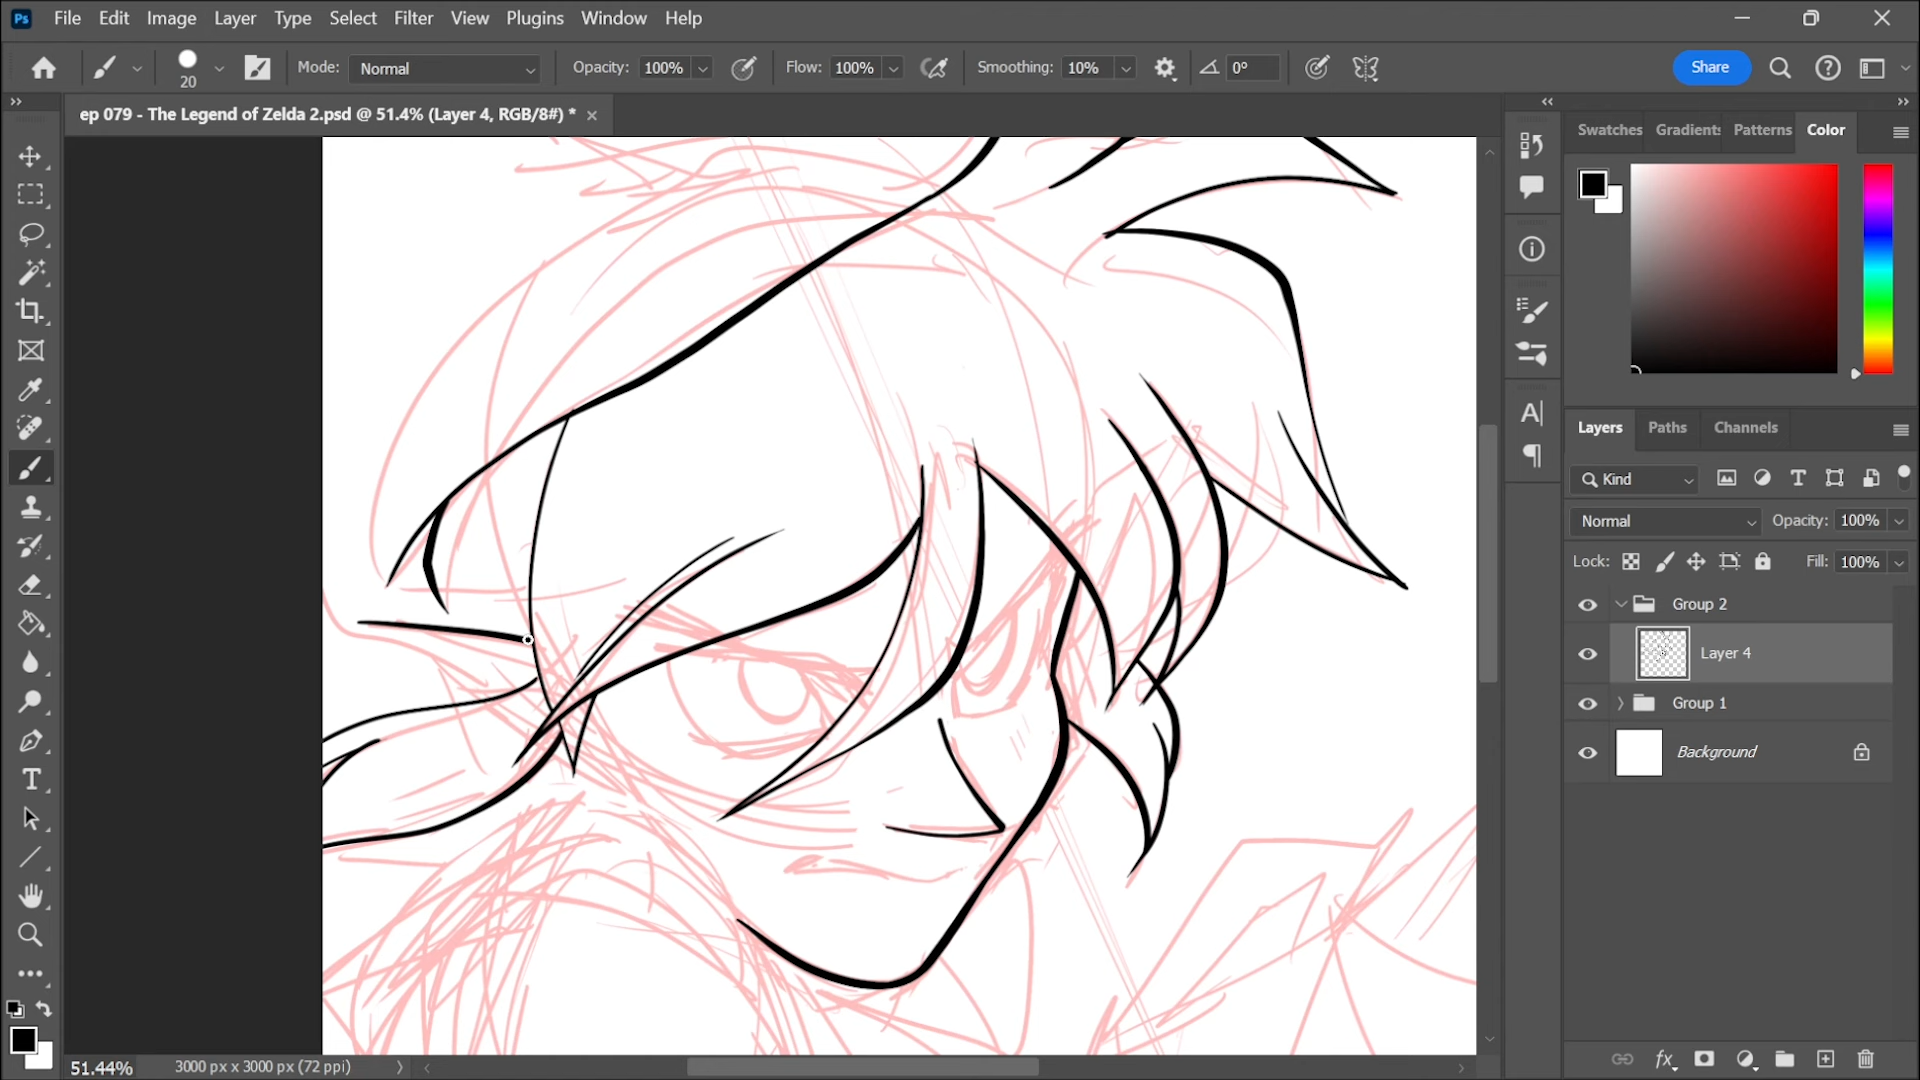 Ps File Edit Image Layer Type Select Filter View Plugins Window Help
20 Mode: Normal Opacity: 100% Flow: 100% Smoothing: 10% 0° Share
ep 079 - The Legend of Zelda 2.psd @ 51.4% (Layer 4, RGB/8#) *
Swatches Gradients Patterns Color
Layers Paths Channels
Kind
Normal Opacity: 100%
Lock: Fill: 100%
Group 2
Layer 4
Group 1
Background
51.44% 3000 px x 3000 px (72 ppi)